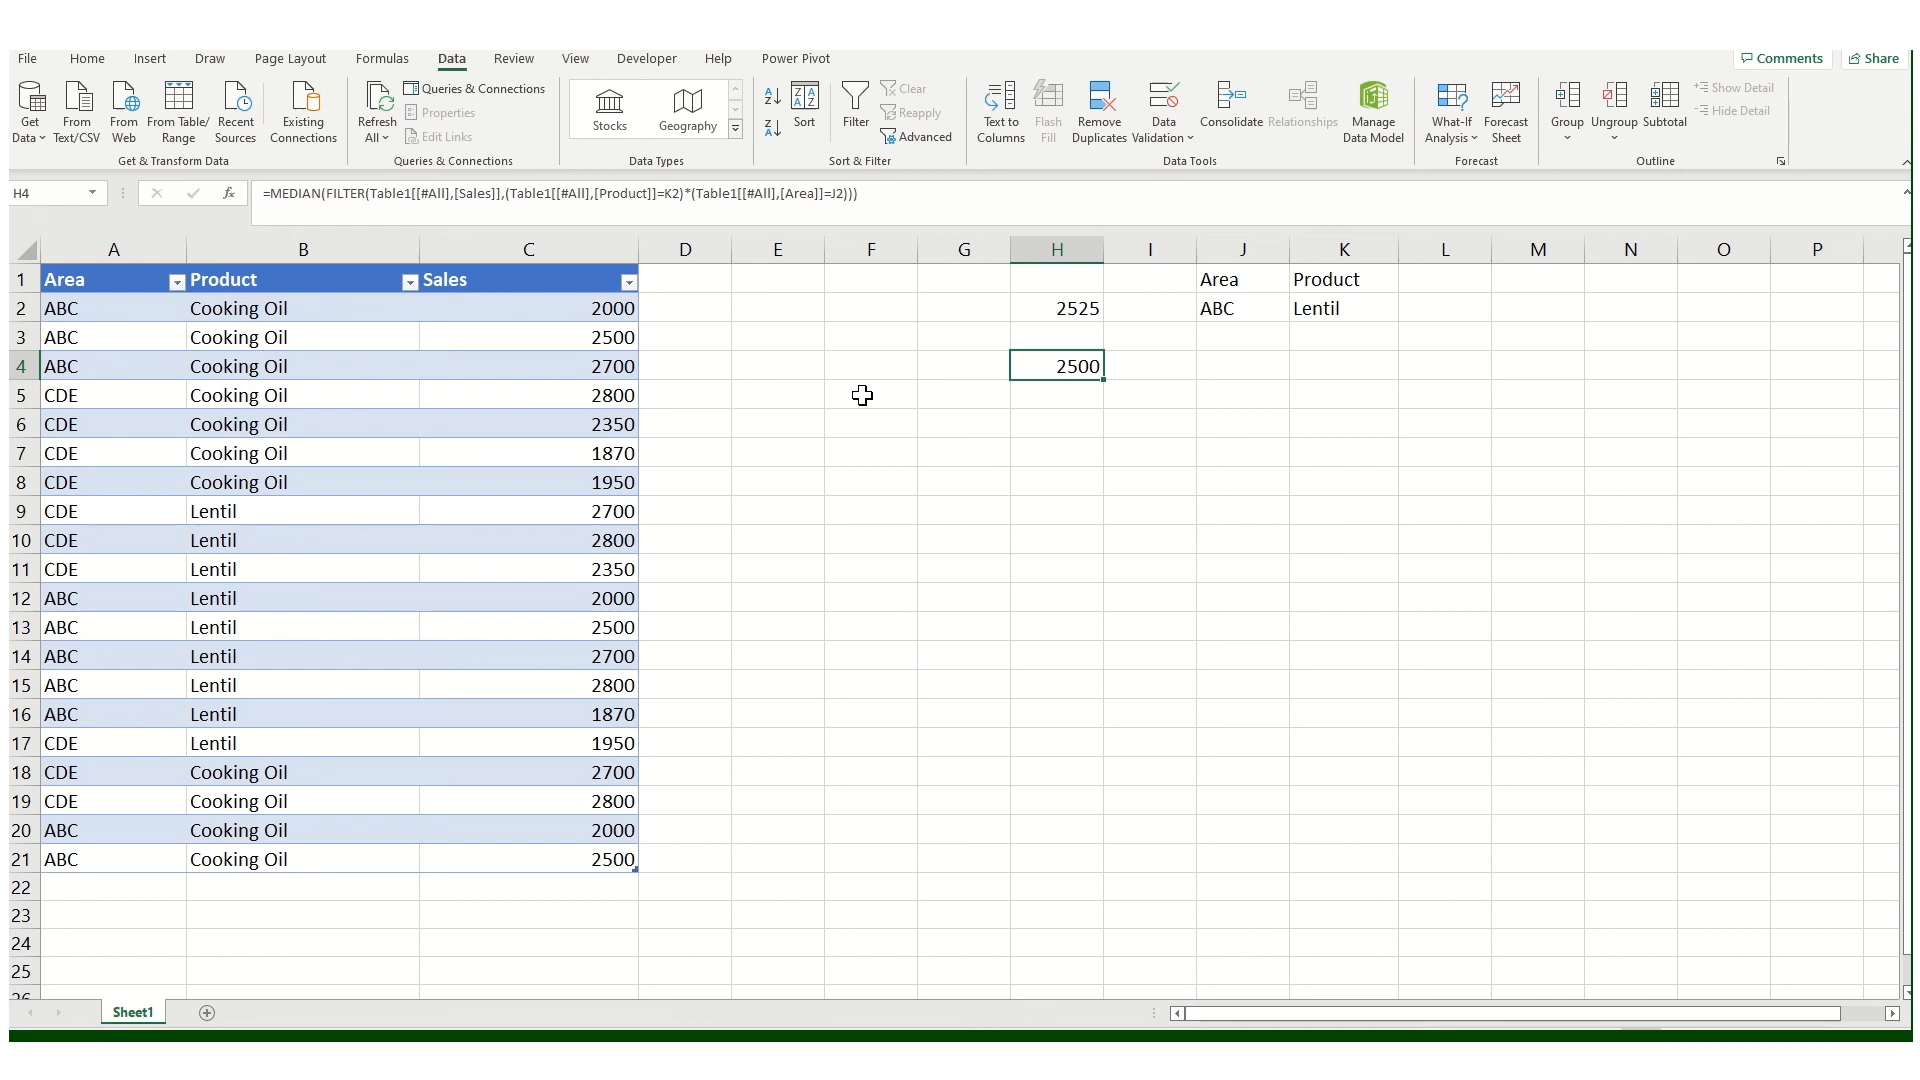 File Home Insert Draw Page Layout Formulas Data Review View Developer Help Power Pivot Comments Share
Get Data From Text/CSV From Web From Table/ Range Recent Sources Existing Connections
Get & Transform Data
Refresh All Queries & Connections
Properties
Edit Links
Queries & Connections
Stocks Geography
Data Types
Sort Filter Clear
Reapply
Advanced
Sort & Filter
Text to Columns Flash Fill Remove Duplicates Data Validation Consolidate Relationships Manage Data Model
Data Tools
What-If Analysis Forecast Sheet
Forecast
Group Ungroup Subtotal Show Detail
Hide Detail
Outline
H4 fx =MEDIAN(FILTER(Table1[[#All],[Sales]],(Table1[[#All],[Product]]=K2)*(Table1[[#All],[Area]]=J2)))
A B C D E F G H I J K L M N O P
1 Area Product Sales Area Product
2 ABC Cooking Oil 2000 2525 ABC Lentil
3 ABC Cooking Oil 2500
4 ABC Cooking Oil 2700 2500
5 CDE Cooking Oil 2800
6 CDE Cooking Oil 2350
7 CDE Cooking Oil 1870
8 CDE Cooking Oil 1950
9 CDE Lentil 2700
10 CDE Lentil 2800
11 CDE Lentil 2350
12 ABC Lentil 2000
13 ABC Lentil 2500
14 ABC Lentil 2700
15 ABC Lentil 2800
16 ABC Lentil 1870
17 CDE Lentil 1950
18 CDE Cooking Oil 2700
19 CDE Cooking Oil 2800
20 ABC Cooking Oil 2000
21 ABC Cooking Oil 2500
22
23
24
25
26
Sheet1